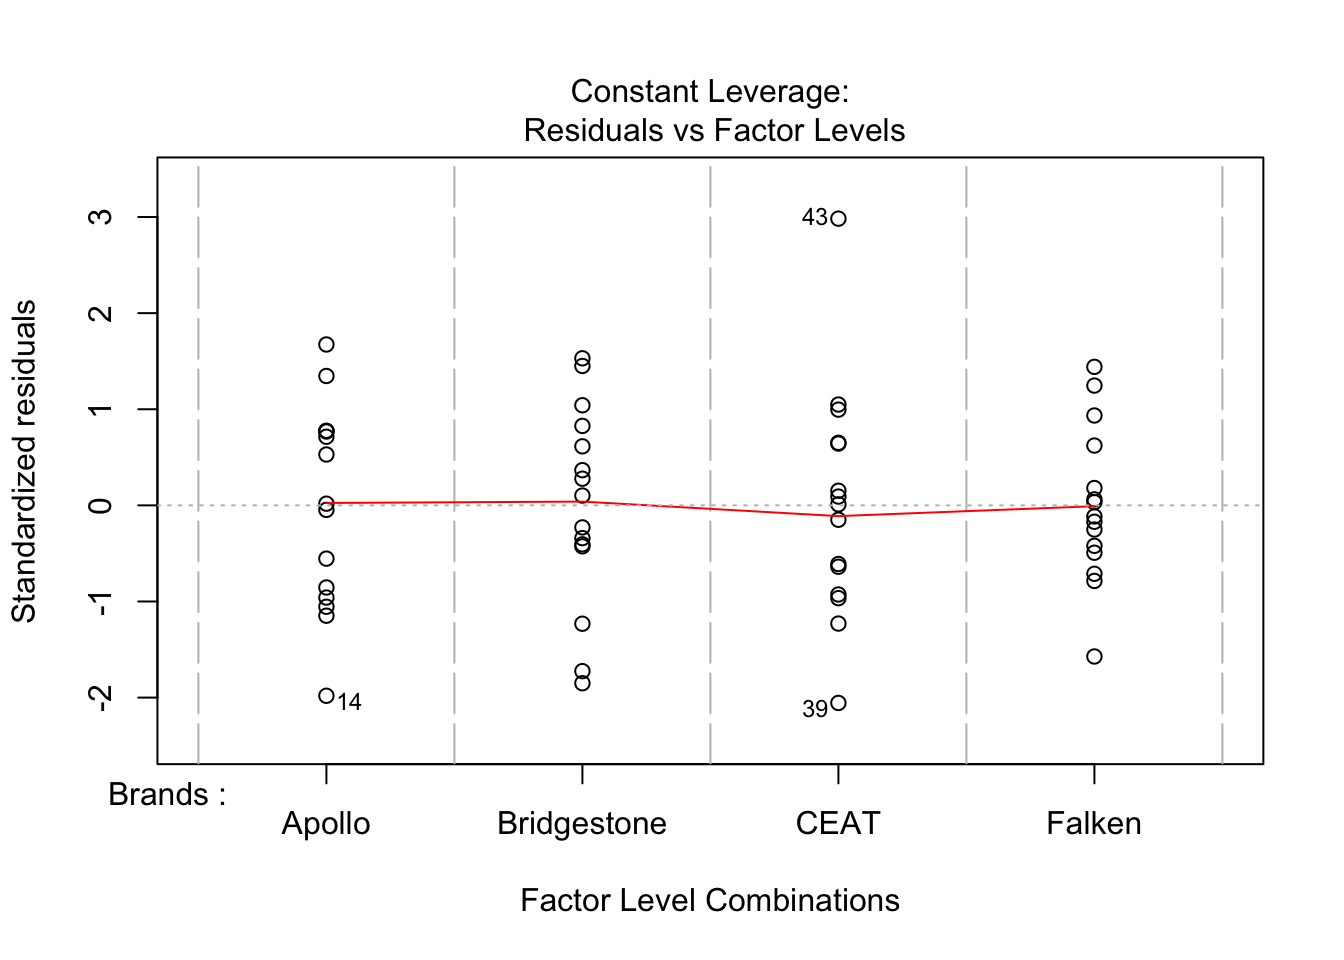 Constant Leverage:
Residuals vs Factor Levels
Standardized residuals
3
2
1
0
-1
-2
43
14
39
Brands :
Apollo Bridgestone CEAT Falken
Factor Level Combinations